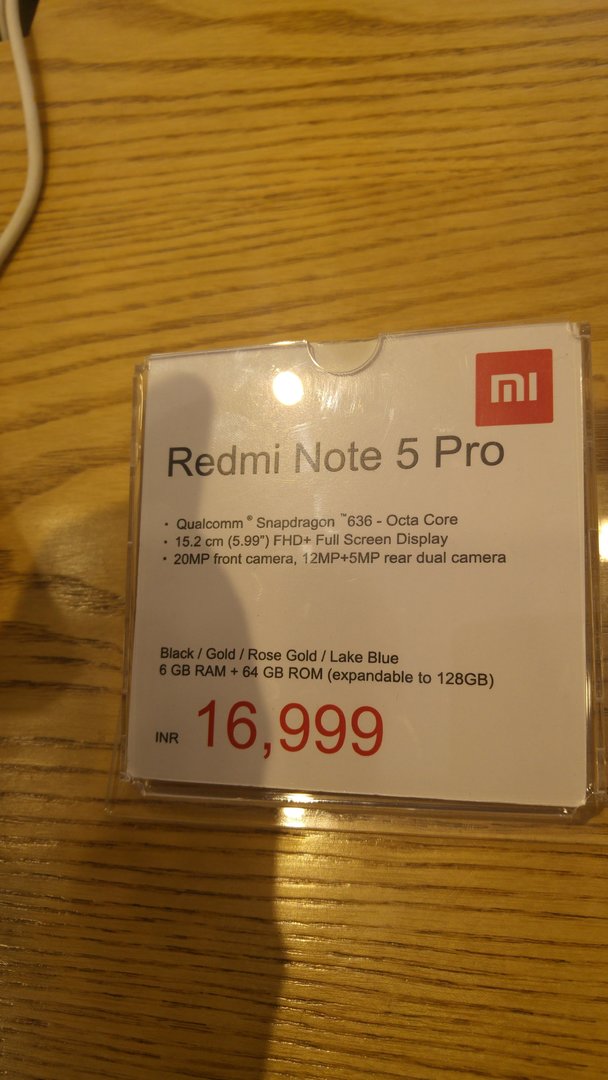 mi
Redmi Note 5 Pro
• Qualcomm® Snapdragon™636 - Octa Core
• 15.2 cm (5.99") FHD+ Full Screen Display
• 20MP front camera, 12MP+5MP rear dual camera
Black / Gold / Rose Gold / Lake Blue
6 GB RAM + 64 GB ROM (expandable to 128GB)
INR 16,999